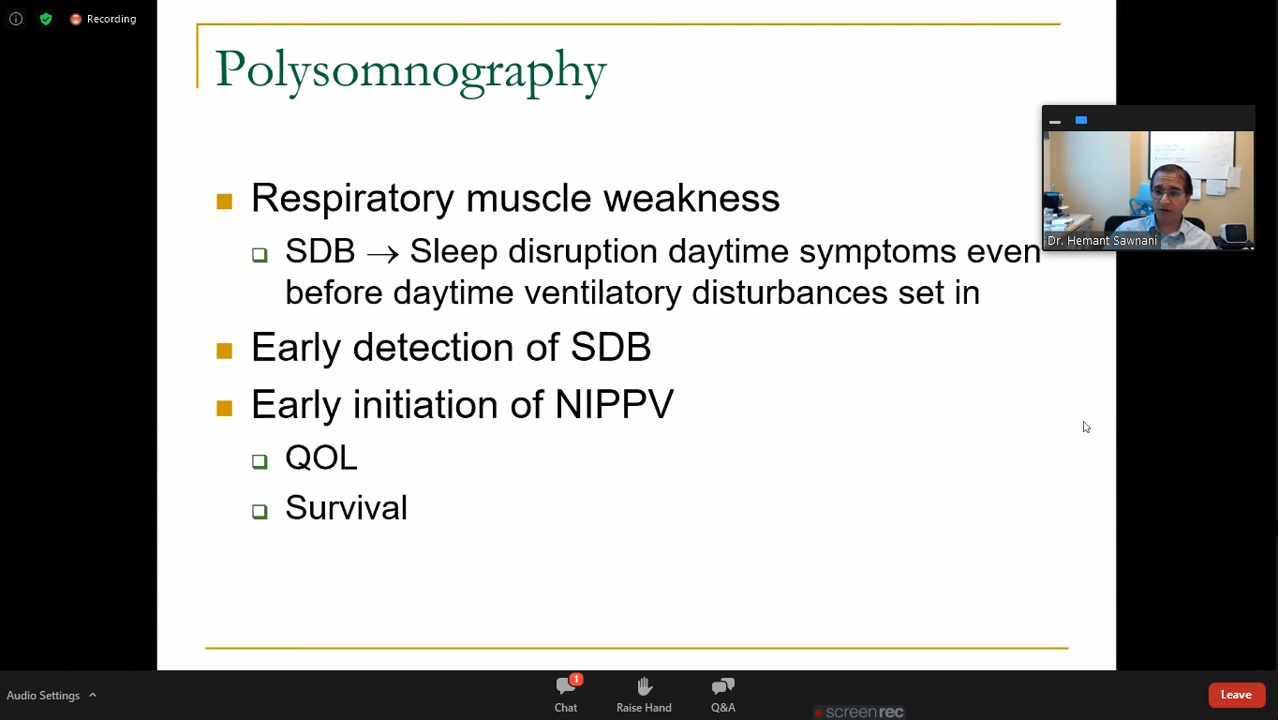 Recording
Polysomnography
Respiratory muscle weakness
SDB → Sleep disruption daytime symptoms even
before daytime ventilatory disturbances set in
Early detection of SDB
Early initiation of NIPPV
QOL
Survival
Dr. Hemant Sawnani
Audio Settings
1
Chat
Raise Hand
Q&A
screenrec
Leave